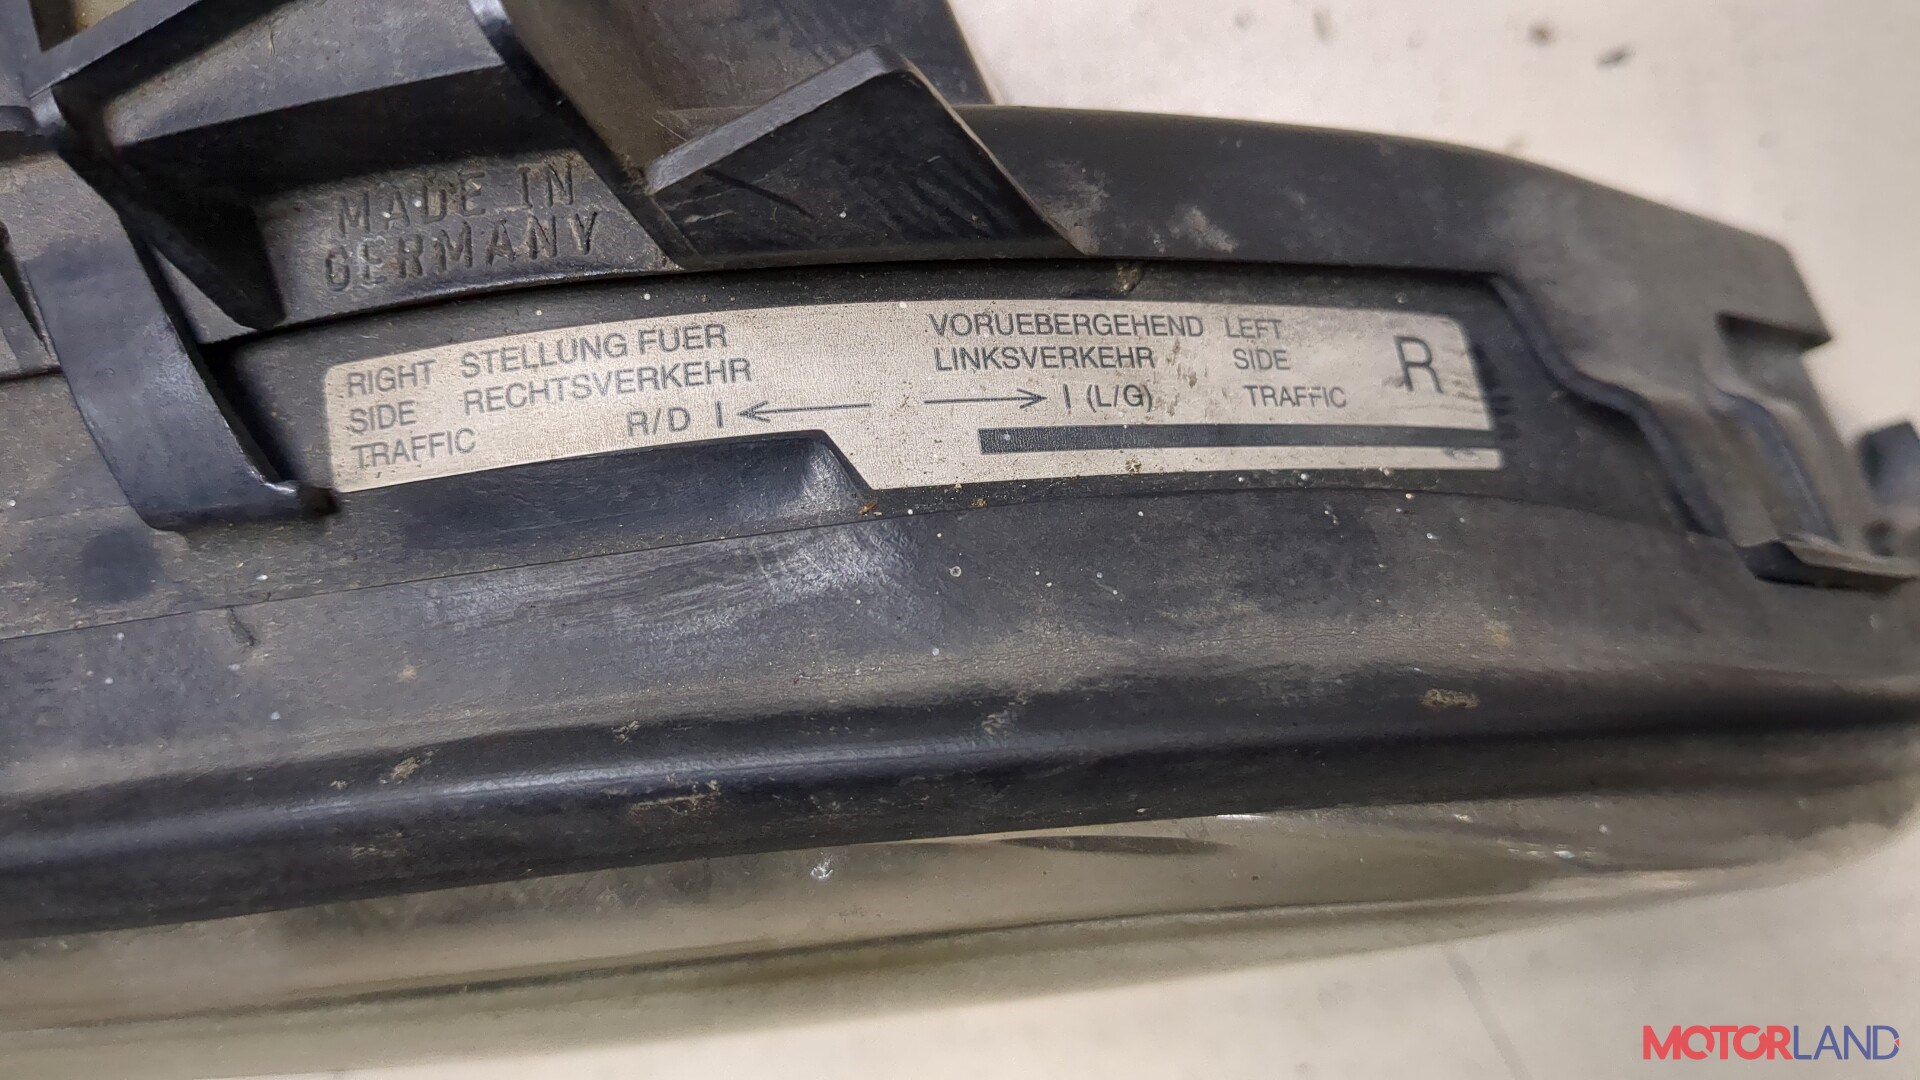 MADE IN
GERMANY
RIGHT
SIDE
TRAFFIC
STELLUNG FUER
RECHTSVERKEHR
R/D I
VORUEBERGEHEND
LINKSVERKEHR
I (L/G)
LEFT
SIDE
TRAFFIC
R
MOTORLAND